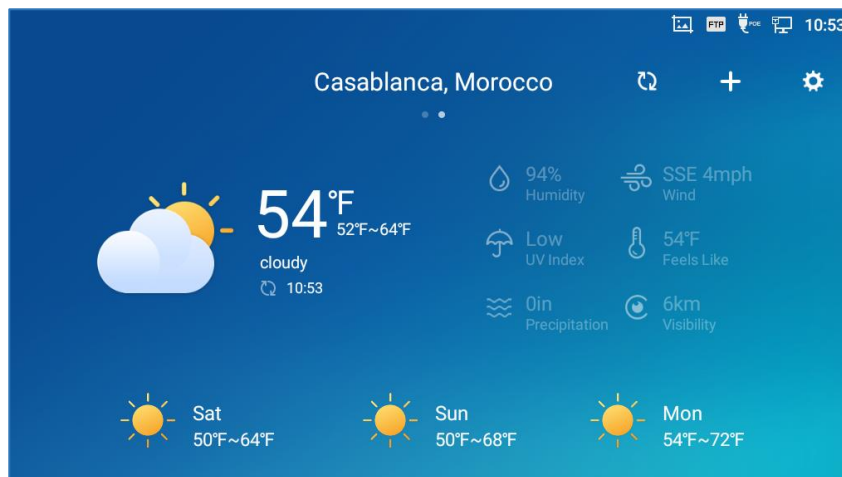 FTP POE 10:53
Casablanca, Morocco
54°F
52°F~64°F
cloudy
10:53
94%
Humidity
SSE 4mph
Wind
Low
UV Index
54°F
Feels Like
0in
Precipitation
6km
Visibility
Sat
50°F~64°F
Sun
50°F~68°F
Mon
54°F~72°F